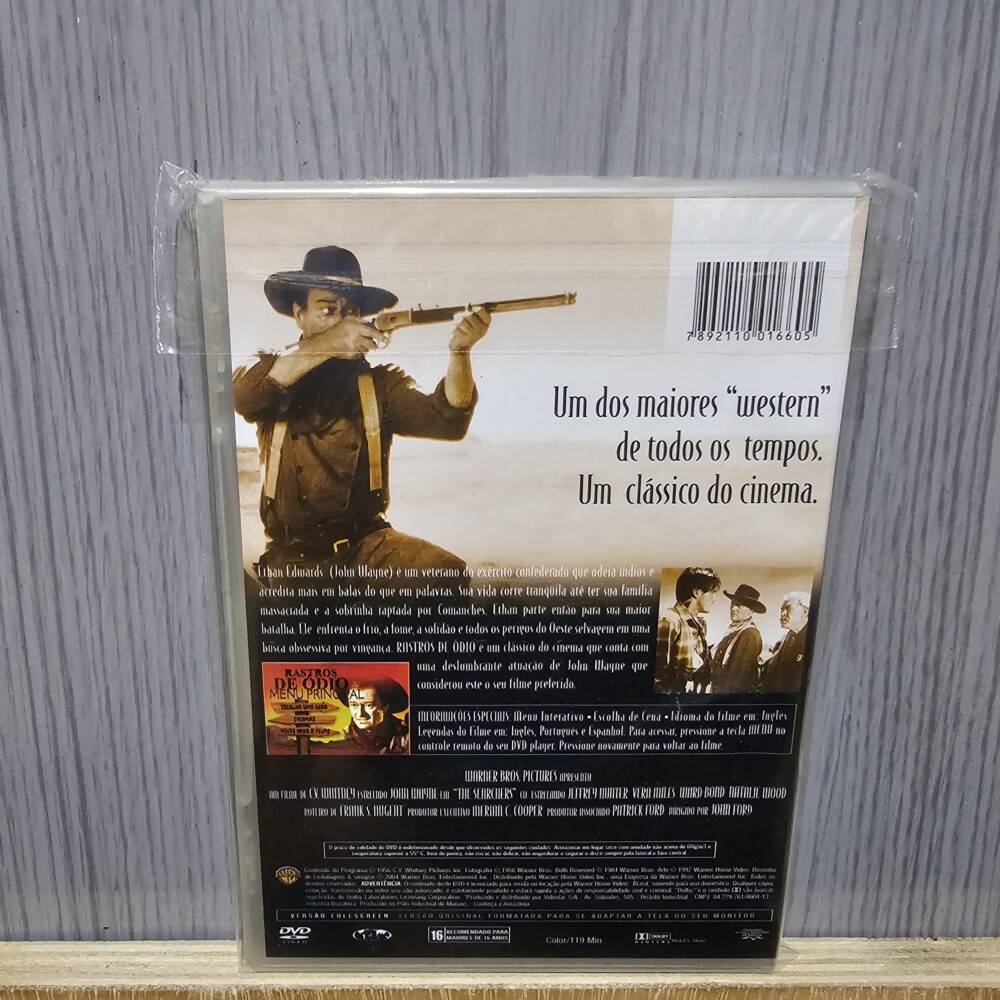 7892110 016605
Um dos maiores “western”
de todos os tempos.
Um clássico do cinema.
Ethan Edwards (John Wayne) é um veterano do exército confederado que odeia índios e
acredita mais em balas do que em palavras. Sua vida corre tranqüila até ter sua família
massacrada e a sobrinha raptada por Comanches. Ethan parte então para sua maior
batalha. Ele enfrenta o frio, a fome, a solidão e todos os perigos do Oeste selvagem em uma
busca obsessiva por vingança. RASTROS DE ÓDIO é um clássico do cinema que conta com
uma deslumbrante atuação de John Wayne que
considerou este o seu filme preferido.
RASTROS
DE ÓDIO
MENU PRINCIPAL
INFORMAÇÕES ESPECIAIS: Menu Interativo • Escolha de Cena • Idioma do Filme em: Inglês
Legendas do Filme em: Inglês, Português e Espanhol. Para acessar, pressione a tecla MENU no
controle remoto do seu DVD player. Pressione novamente para voltar ao filme.
WARNER BROS. PICTURES APRESENTA
UM FILME DE C.V. WHITNEY ESTRELADO JOHN WAYNE EM “THE SEARCHERS” CO ESTRELANDO JEFFREY HUNTER VERA MILES WARD BOND NATALIE WOOD
ROTEIRO DE FRANK S. NUGENT PRODUTOR EXECUTIVO MERIAN C. COOPER PRODUTOR ASSOCIADO PATRICK FORD DIRIGIDO POR JOHN FORD
VERSÃO FULLSCREEN VERSÃO ORIGINAL FORMATADA PARA SE ADAPTAR A TELA DO SEU MONITOR
DVD
VIDEO
4
16 RECOMENDADO PARA
MAIORES DE 16 ANOS
Color/119 Min
DOLBY
DIGITAL